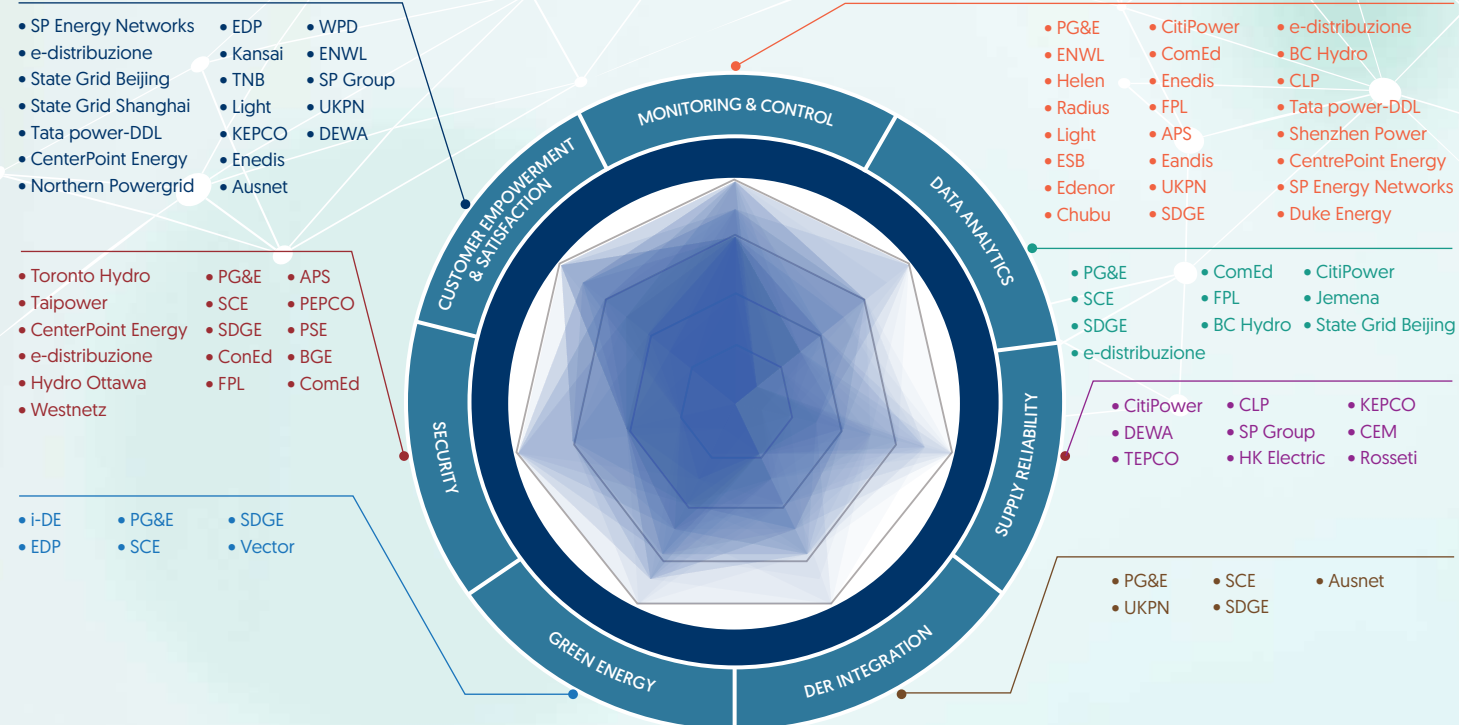 • SP Energy Networks
• e-distribuzione
• State Grid Beijing
• State Grid Shanghai
• Tata power-DDL
• CenterPoint Energy
• Northern Powergrid
• EDP
• Kansai
• TNB
• Light
• KEPCO
• Enedis
• Ausnet
• WPD
• ENWL
• SP Group
• UKPN
• DEWA
• PG&E
• ENWL
• Helen
• Radius
• Light
• ESB
• Edenor
• Chubu
• CitiPower
• ComEd
• Enedis
• FPL
• APS
• Eandis
• UKPN
• SDGE
• e-distribuzione
• BC Hydro
• CLP
• Tata power-DDL
• Shenzhen Power
• CentrePoint Energy
• SP Energy Networks
• Duke Energy
MONITORING & CONTROL
CUSTOMER EMPOWERMENT
& SATISFACTION
DATA ANALYTICS
SECURITY
SUPPLY RELIABILITY
GREEN ENERGY
DER INTEGRATION
• Toronto Hydro
• Taipower
• CenterPoint Energy
• e-distribuzione
• Hydro Ottawa
• Westnetz
• PG&E
• SCE
• SDGE
• ConEd
• FPL
• APS
• PEPCO
• PSE
• BGE
• ComEd
• PG&E
• SCE
• SDGE
• e-distribuzione
• ComEd
• FPL
• BC Hydro
• CitiPower
• Jemena
• State Grid Beijing
• CitiPower
• DEWA
• TEPCO
• CLP
• SP Group
• HK Electric
• KEPCO
• CEM
• Rosseti
• i-DE
• EDP
• PG&E
• SCE
• SDGE
• Vector
• PG&E
• UKPN
• SCE
• SDGE
• Ausnet